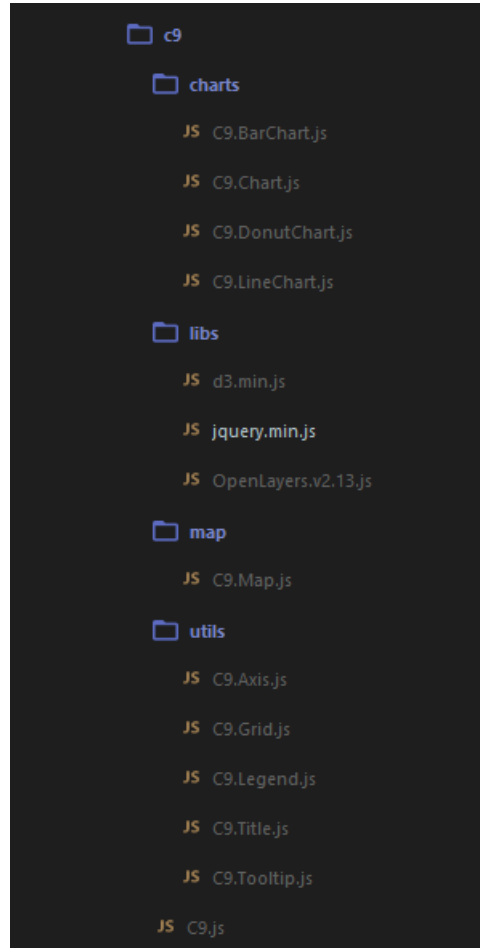 c9
charts
JS C9.BarChart.js
JS C9.Chart.js
JS C9.DonutChart.js
JS C9.LineChart.js
libs
JS d3.min.js
JS jquery.min.js
JS OpenLayers.v2.13.js
map
JS C9.Map.js
utils
JS C9.Axis.js
JS C9.Grid.js
JS C9.Legend.js
JS C9.Title.js
JS C9.Tooltip.js
JS C9.js